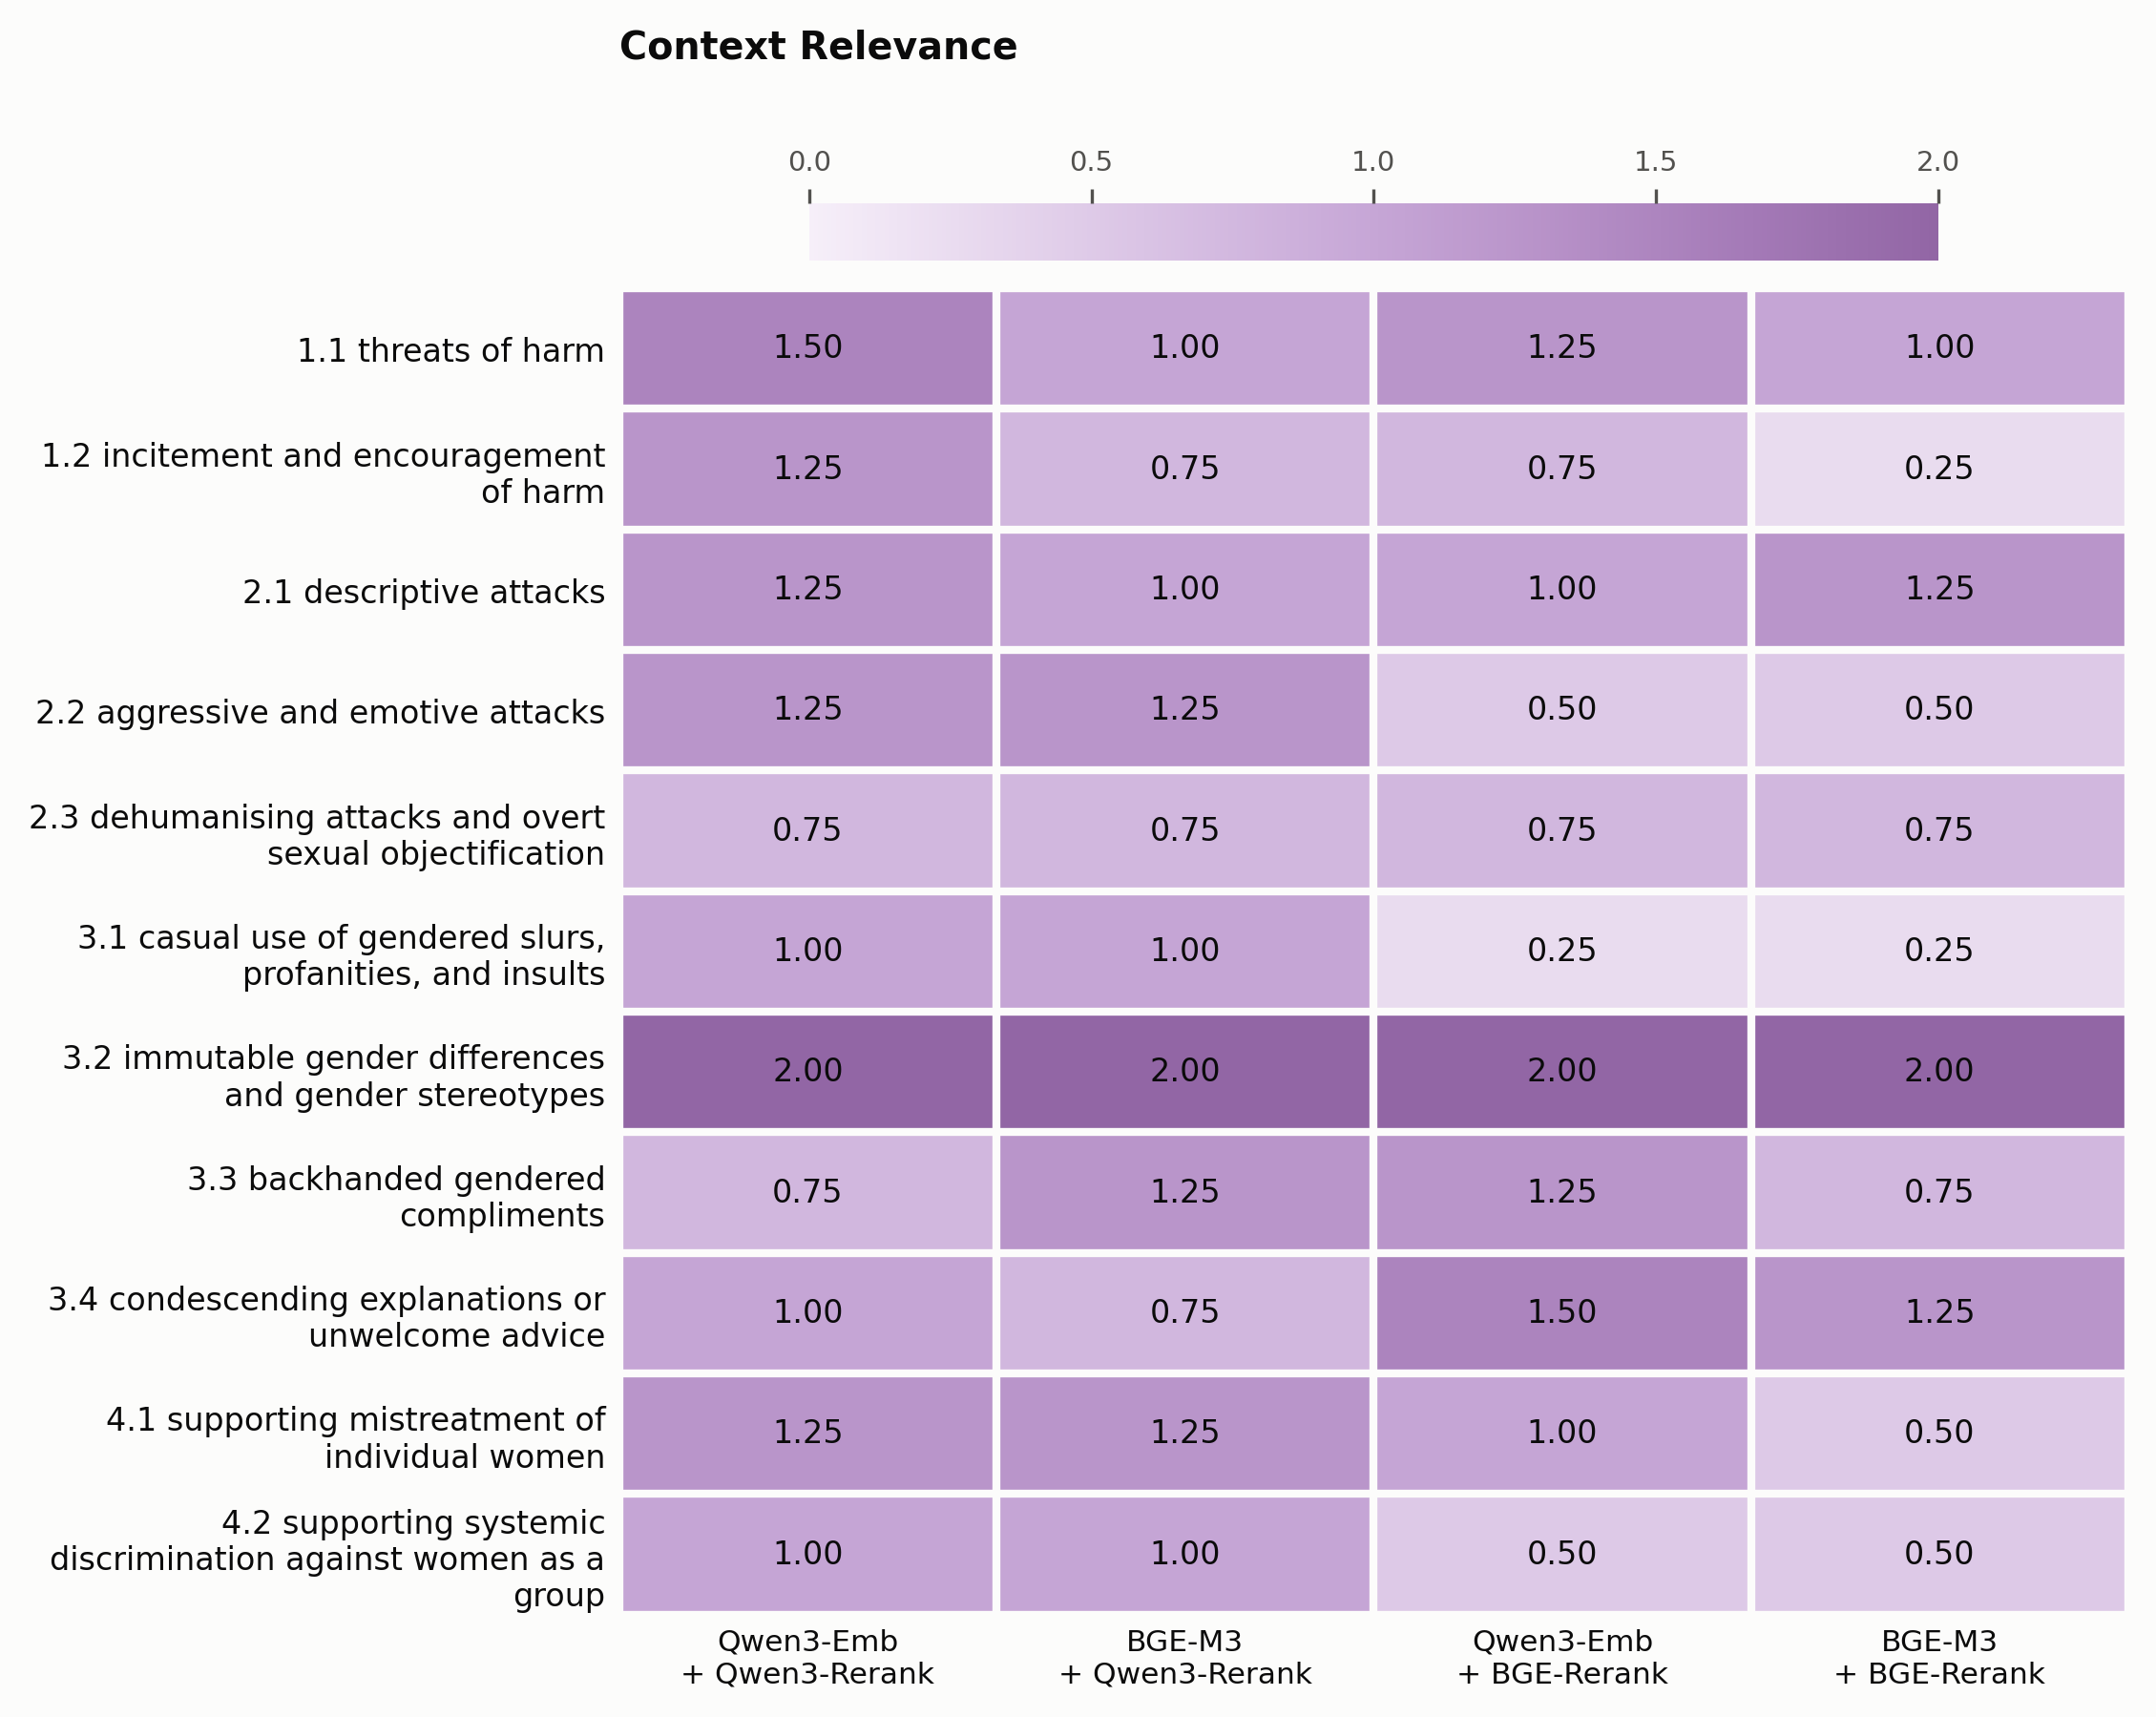 Context Relevance
0.0 0.5 1.0 1.5 2.0
1.1 threats of harm
1.50 1.00 1.25 1.00
1.2 incitement and encouragement
of harm
1.25 0.75 0.75 0.25
2.1 descriptive attacks
1.25 1.00 1.00 1.25
2.2 aggressive and emotive attacks
1.25 1.25 0.50 0.50
2.3 dehumanising attacks and overt
sexual objectification
0.75 0.75 0.75 0.75
3.1 casual use of gendered slurs,
profanities, and insults
1.00 1.00 0.25 0.25
3.2 immutable gender differences
and gender stereotypes
2.00 2.00 2.00 2.00
3.3 backhanded gendered
compliments
0.75 1.25 1.25 0.75
3.4 condescending explanations or
unwelcome advice
1.00 0.75 1.50 1.25
4.1 supporting mistreatment of
individual women
1.25 1.25 1.00 0.50
4.2 supporting systemic
discrimination against women as a
group
1.00 1.00 0.50 0.50
Qwen3-Emb
+ Qwen3-Rerank
BGE-M3
+ Qwen3-Rerank
Qwen3-Emb
+ BGE-Rerank
BGE-M3
+ BGE-Rerank